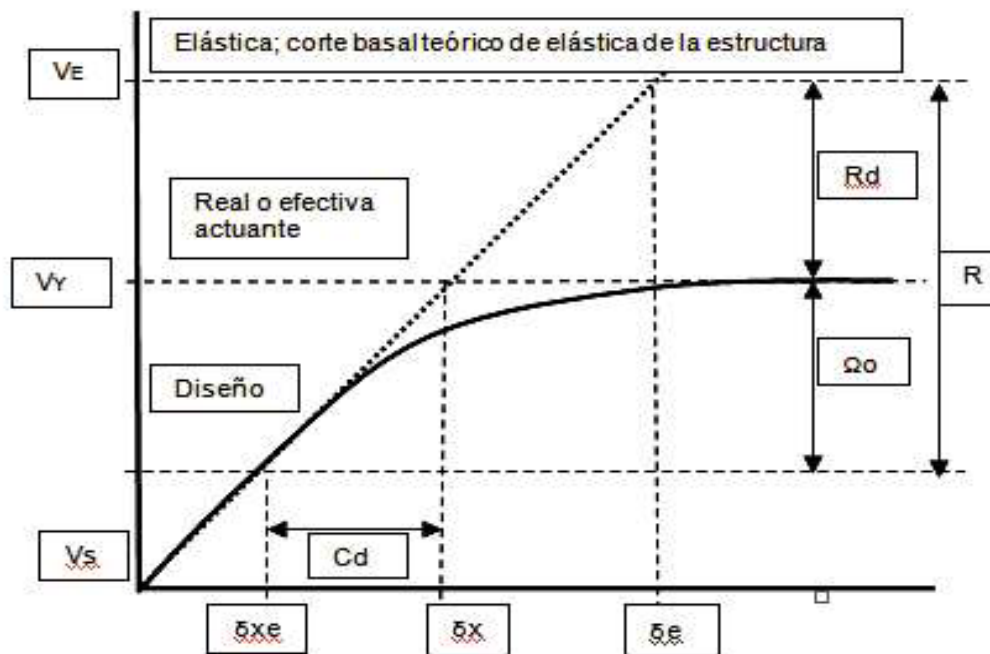 Elástica; corte basal teórico de elástica de la estructura
VE
Rd
Real o efectiva
actuante
VY
R
Ωo
Diseño
Vs
Cd
δxe
δx
δe